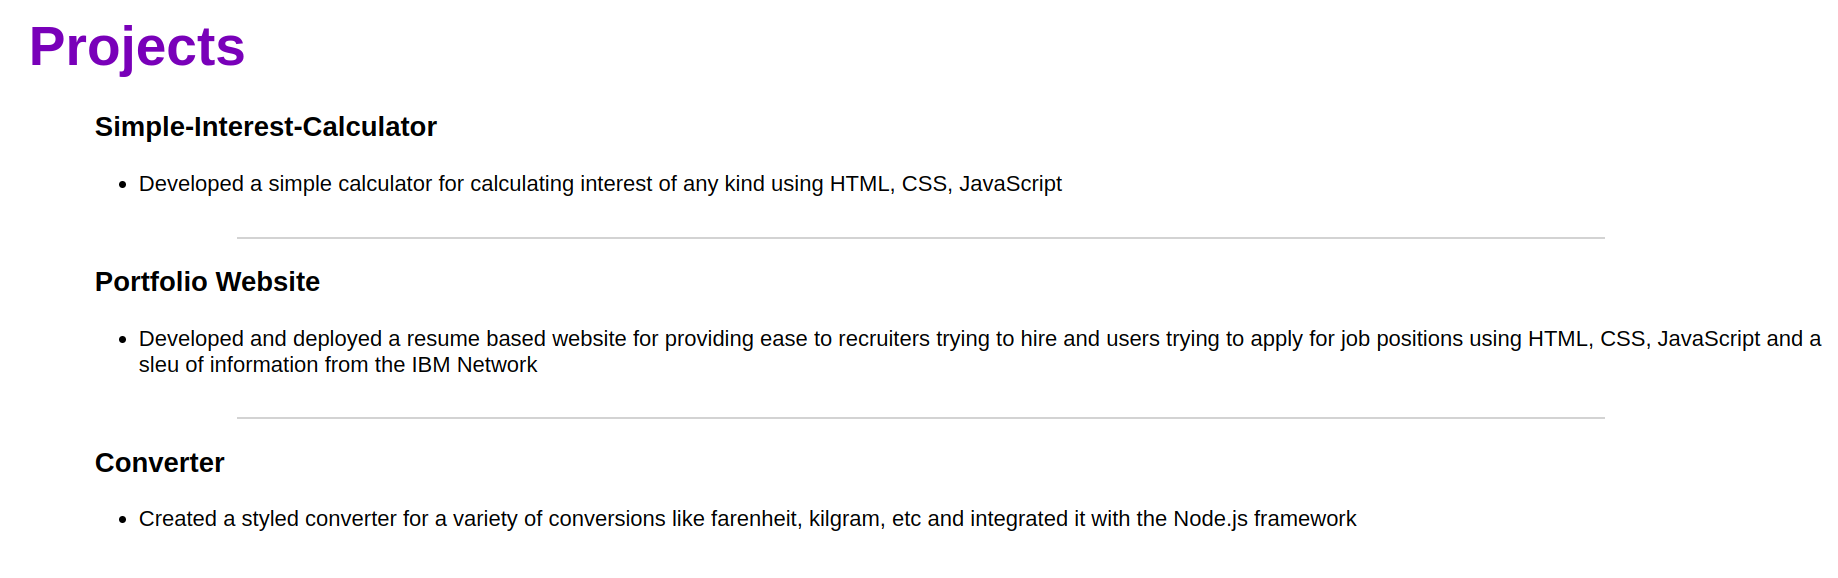 Projects
Simple-Interest-Calculator
• Developed a simple calculator for calculating interest of any kind using HTML, CSS, JavaScript
Portfolio Website
• Developed and deployed a resume based website for providing ease to recruiters trying to hire and users trying to apply for job positions using HTML, CSS, JavaScript and a
sleu of information from the IBM Network
Converter
• Created a styled converter for a variety of conversions like farenheit, kilgram, etc and integrated it with the Node.js framework